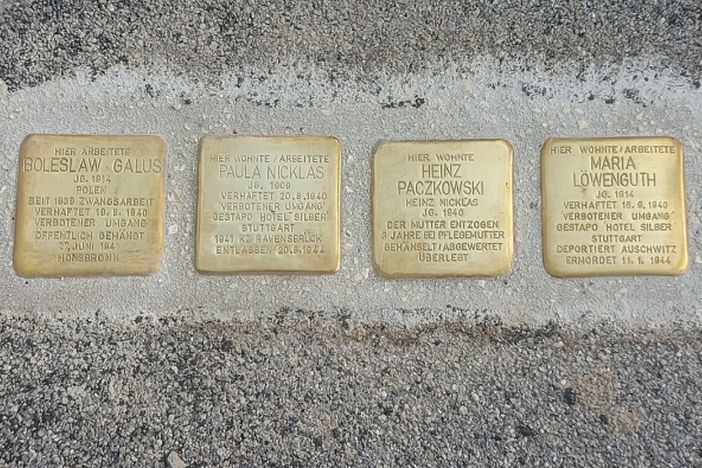 HIER ARBEITETE
BOLESLAW GALUS
JG. 1914
POLEN
SEIT 1939 ZWANGSARBEIT
VERHAFTET 19.9.1940
'VERBOTENER UMGANG'
ÖFFENTLICH BEHÄNGT
27. JUNI 1941
HONSBRONN
HIER WOHNTE/ARBEITETE
PAULA NICKLAS
JG. 1909
VERHAFTET 20.9.1940
'VERBOTENER UMGANG'
GESTAPO 'HOTEL SILBER'
STUTTGART
1941 KZ RAVENSBRÜCK
ENTLASSEN 20.8.1944
HIER WOHNTE
HEINZ
PACZKOWSKI
HEINZ NICKLAS
JG. 1940
DER MUTTER ENTZOGEN
3 JAHRE BEI PFLEGEMUTTER
GEHÄNSELT/ABGEWERTET
ÜBERLEBT
HIER WOHNTE/ARBEITETE
MARIA
LÖWENGUTH
JG. 1914
VERHAFTET 16.9.1940
'VERBOTENER UMGANG'
GESTAPO 'HOTEL SILBER'
STUTTGART
DEPORTIERT AUSCHWITZ
ERMORDET 11.1.1944